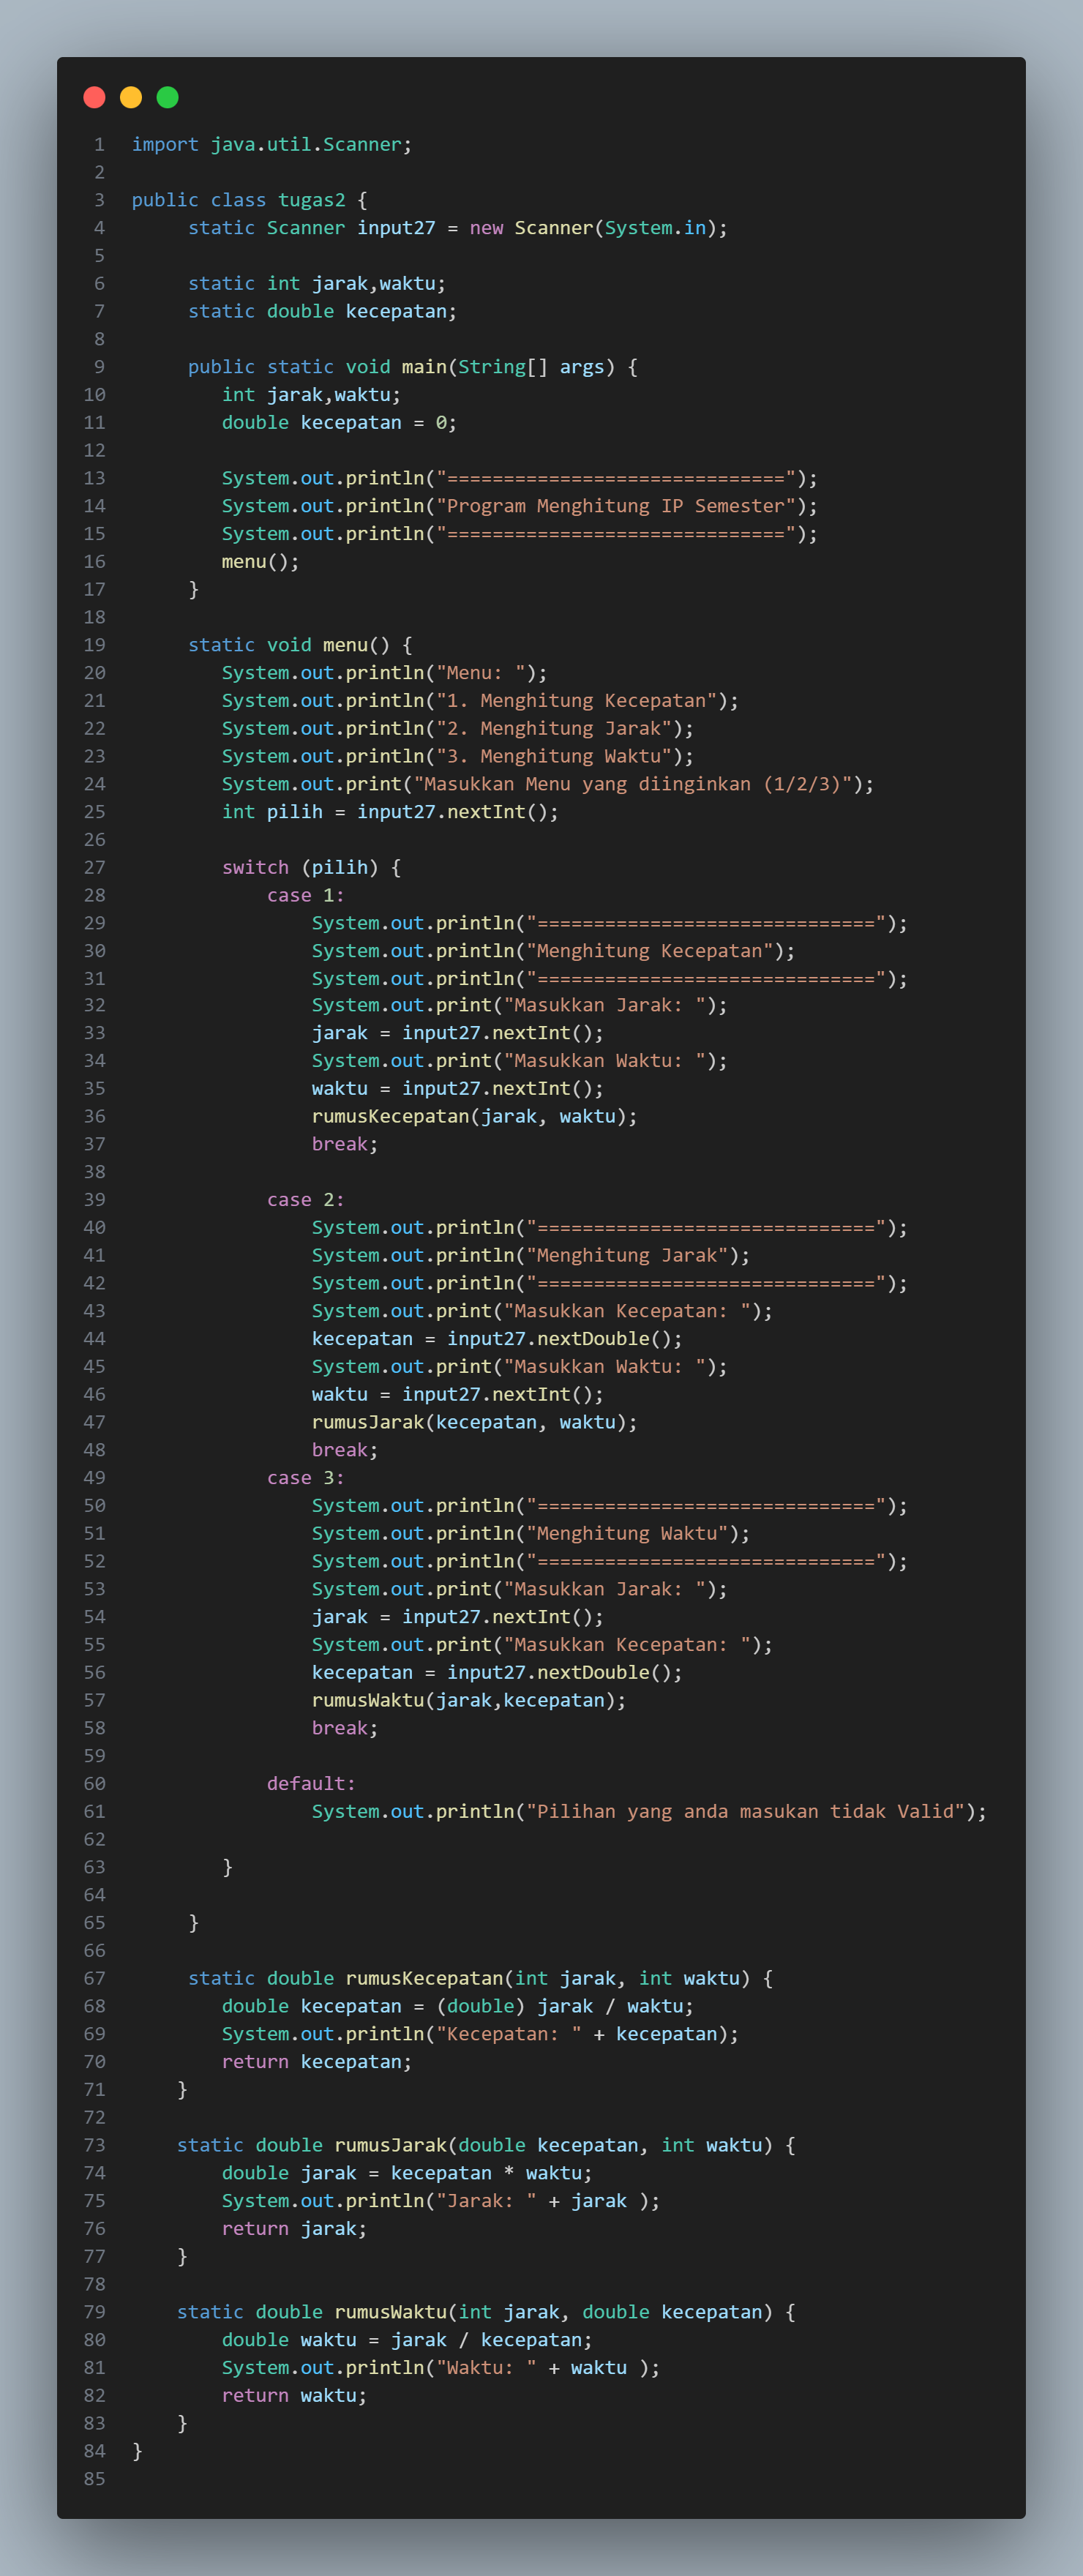 1 import java.util.Scanner;
2
3 public class tugas2 {
4     static Scanner input27 = new Scanner(System.in);
5
6     static int jarak,waktu;
7     static double kecepatan;
8
9     public static void main(String[] args) {
10        int jarak,waktu;
11        double kecepatan = 0;
12
13        System.out.println("==============================");
14        System.out.println("Program Menghitung IP Semester");
15        System.out.println("==============================");
16        menu();
17     }
18
19     static void menu() {
20        System.out.println("Menu: ");
21        System.out.println("1. Menghitung Kecepatan");
22        System.out.println("2. Menghitung Jarak");
23        System.out.println("3. Menghitung Waktu");
24        System.out.print("Masukkan Menu yang diinginkan (1/2/3)");
25        int pilih = input27.nextInt();
26
27        switch (pilih) {
28            case 1:
29                System.out.println("==============================");
30                System.out.println("Menghitung Kecepatan");
31                System.out.println("==============================");
32                System.out.print("Masukkan Jarak: ");
33                jarak = input27.nextInt();
34                System.out.print("Masukkan Waktu: ");
35                waktu = input27.nextInt();
36                rumusKecepatan(jarak, waktu);
37                break;
38
39            case 2:
40                System.out.println("==============================");
41                System.out.println("Menghitung Jarak");
42                System.out.println("==============================");
43                System.out.print("Masukkan Kecepatan: ");
44                kecepatan = input27.nextDouble();
45                System.out.print("Masukkan Waktu: ");
46                waktu = input27.nextInt();
47                rumusJarak(kecepatan, waktu);
48                break;
49            case 3:
50                System.out.println("==============================");
51                System.out.println("Menghitung Waktu");
52                System.out.println("==============================");
53                System.out.print("Masukkan Jarak: ");
54                jarak = input27.nextInt();
55                System.out.print("Masukkan Kecepatan: ");
56                kecepatan = input27.nextDouble();
57                rumusWaktu(jarak,kecepatan);
58                break;
59
60            default:
61                System.out.println("Pilihan yang anda masukan tidak Valid");
62
63        }
64
65     }
66
67     static double rumusKecepatan(int jarak, int waktu) {
68        double kecepatan = (double) jarak / waktu;
69        System.out.println("Kecepatan: " + kecepatan);
70        return kecepatan;
71    }
72
73    static double rumusJarak(double kecepatan, int waktu) {
74        double jarak = kecepatan * waktu;
75        System.out.println("Jarak: " + jarak );
76        return jarak;
77    }
78
79    static double rumusWaktu(int jarak, double kecepatan) {
80        double waktu = jarak / kecepatan;
81        System.out.println("Waktu: " + waktu );
82        return waktu;
83    }
84 }
85